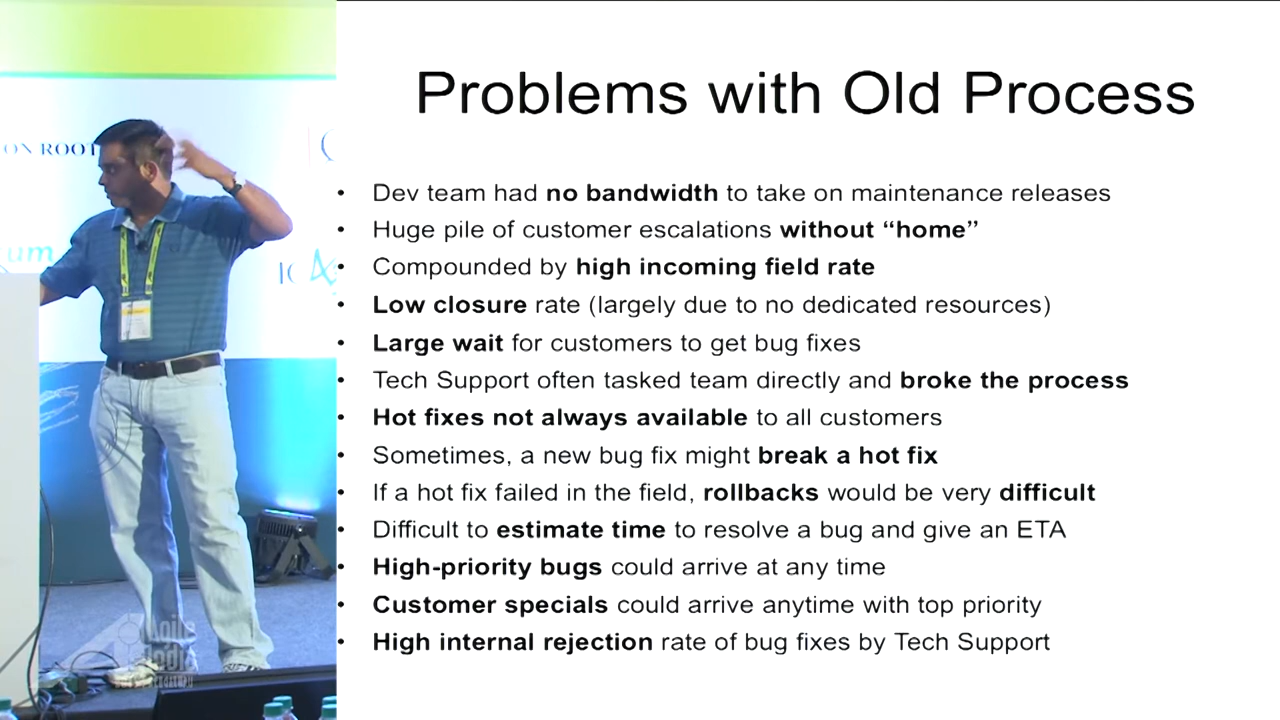 Problems with Old Process
• Dev team had no bandwidth to take on maintenance releases
• Huge pile of customer escalations without “home”
• Compounded by high incoming field rate
• Low closure rate (largely due to no dedicated resources)
• Large wait for customers to get bug fixes
• Tech Support often tasked team directly and broke the process
• Hot fixes not always available to all customers
• Sometimes, a new bug fix might break a hot fix
• If a hot fix failed in the field, rollbacks would be very difficult
• Difficult to estimate time to resolve a bug and give an ETA
• High-priority bugs could arrive at any time
• Customer specials could arrive anytime with top priority
• High internal rejection rate of bug fixes by Tech Support
ON ROOT
um
Agile
India